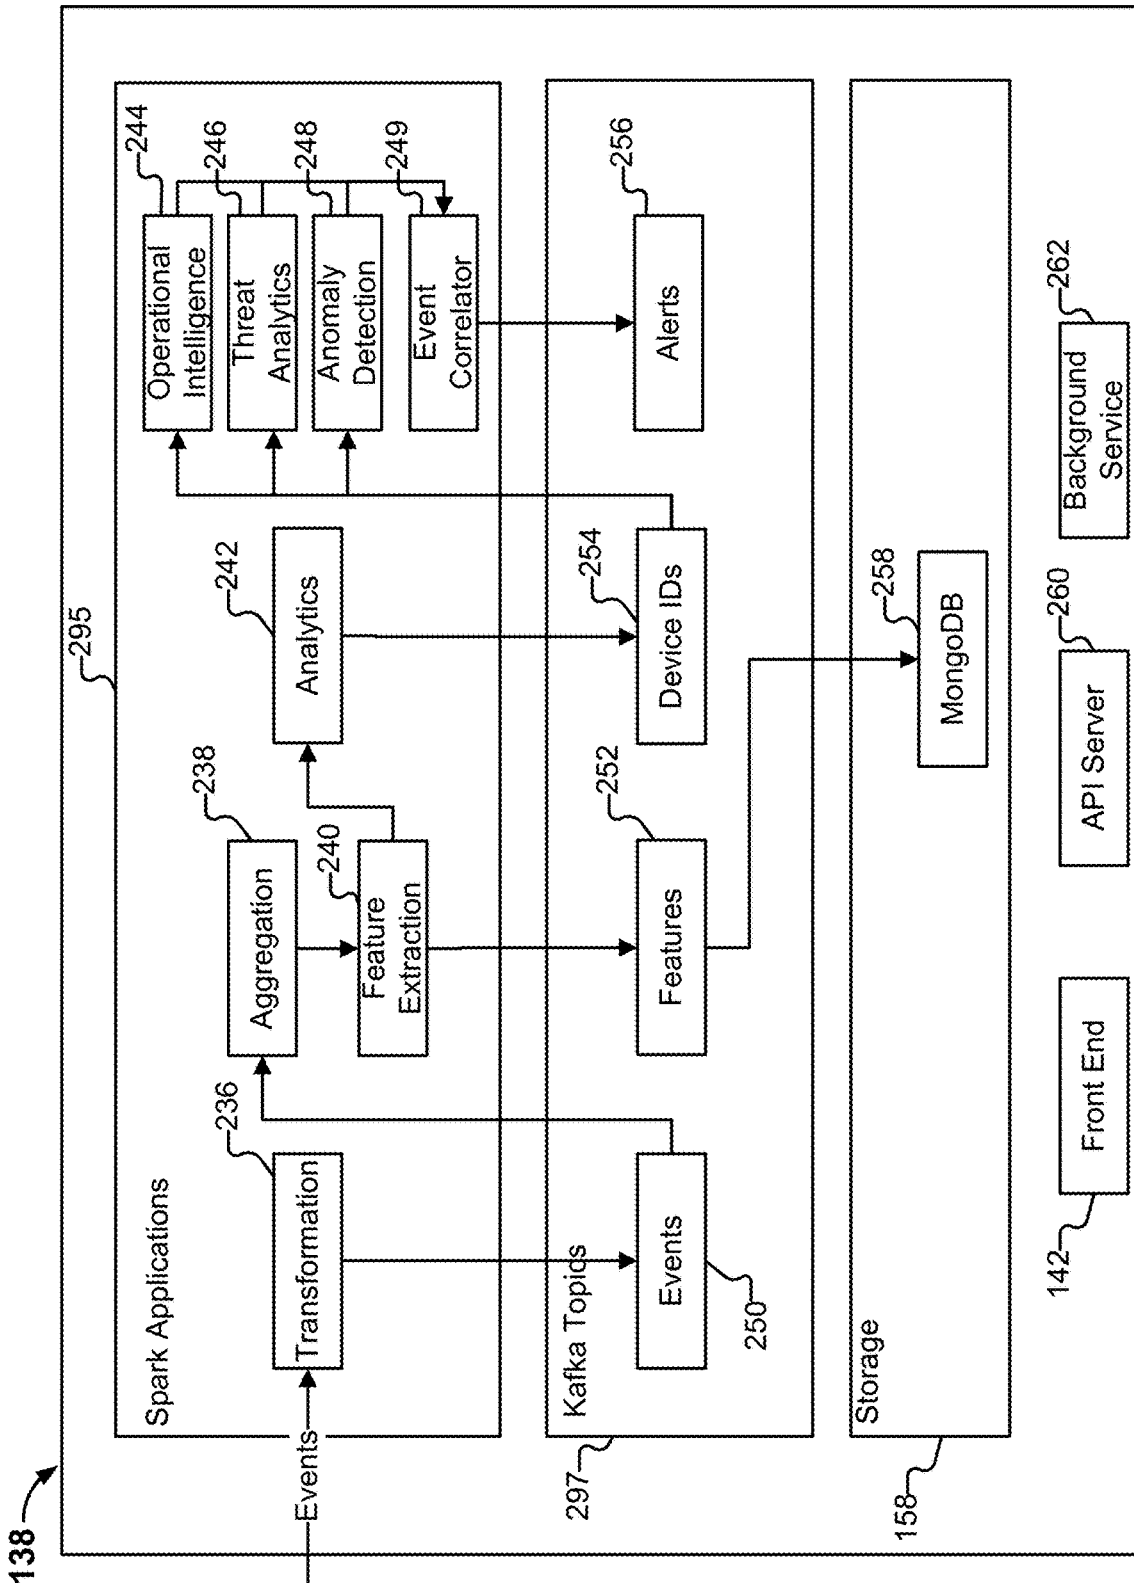 138
295
Spark Applications
Events
Transformation
236
Aggregation
238
Feature
Extraction
240
Analytics
242
Operational
Intelligence
244
Threat
Analytics
246
Anomaly
Detection
248
Event
Correlator
249
297
Kafka Topics
Events
250
Features
252
Device IDs
254
Alerts
256
158
Storage
MongoDB
258
Front End
142
API Server
260
Background
Service
262